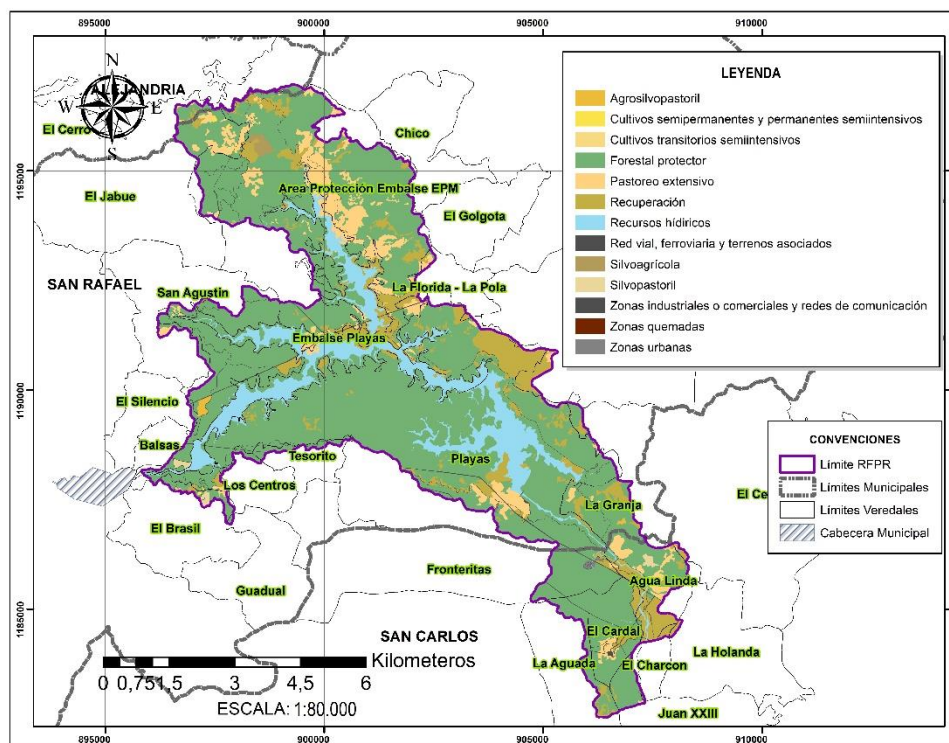 895000 900000 905000 910000
N
W E
S
ALEJANDRIA
El Cerro
Chico
1195000
Area Protección Embalse EPM
El Jabue
El Golgota
SAN RAFAEL
San Agustin
La Florida - La Pola
Embalse Playas
1190000
El Silencio
Balsas
Tesorito
Playas
Los Centros
La Granja
El Ce
El Brasil
Fronteritas
Agua Linda
Guadual
1185000
El Cardal
SAN CARLOS
La Aguada
El Charcon
La Holanda
Juan XXIII
LEYENDA
Agrosilvopastoril
Cultivos semipermanentes y permanentes semiintensivos
Cultivos transitorios semiintensivos
Forestal protector
Pastoreo extensivo
Recuperación
Recursos hídiricos
Red vial, ferroviaria y terrenos asociados
Silvoagrícola
Silvopastoril
Zonas industriales o comerciales y redes de comunicación
Zonas quemadas
Zonas urbanas
CONVENCIONES
Límite RFPR
Límites Municipales
Límites Veredales
Cabecera Municipal
Kilometeros
0 0,75 1,5 3 4,5 6
ESCALA: 1:80.000
1195000
1190000
1185000
895000 900000 905000 910000